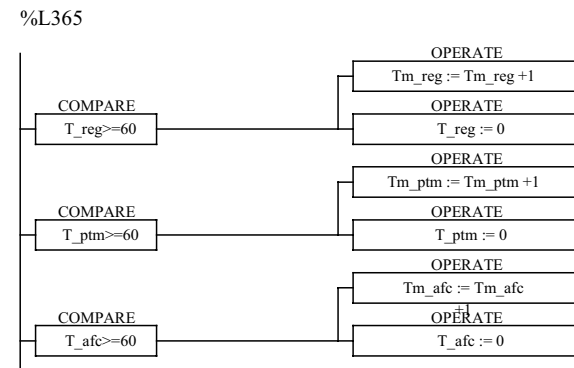 %L365
OPERATE
Tm_reg := Tm_reg +1
COMPARE
OPERATE
T_reg>=60
T_reg := 0
OPERATE
Tm_ptm := Tm_ptm +1
COMPARE
OPERATE
T_ptm>=60
T_ptm := 0
OPERATE
Tm_afc := Tm_afc
+1
COMPARE
OPERATE
T_afc>=60
T_afc := 0